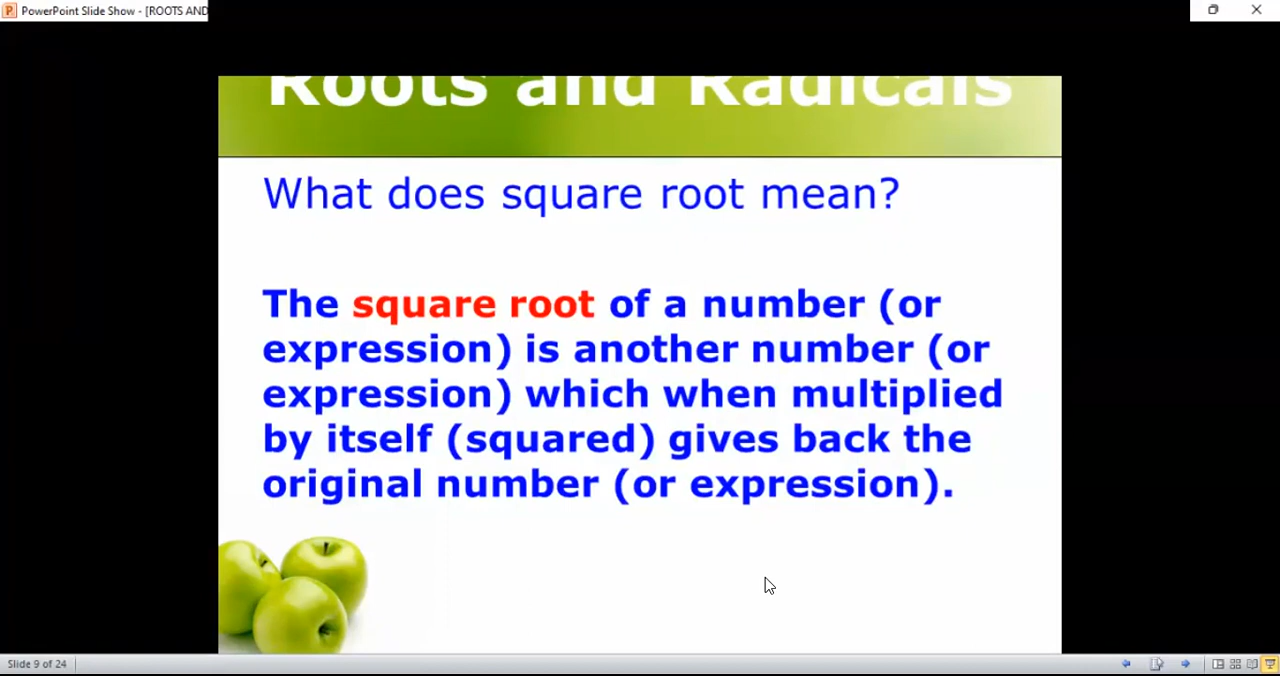 PowerPoint Slide Show - [ROOTS AND
Roots and Radicals
What does square root mean?
The square root of a number (or
expression) is another number (or
expression) which when multiplied
by itself (squared) gives back the
original number (or expression).
Slide 9 of 24